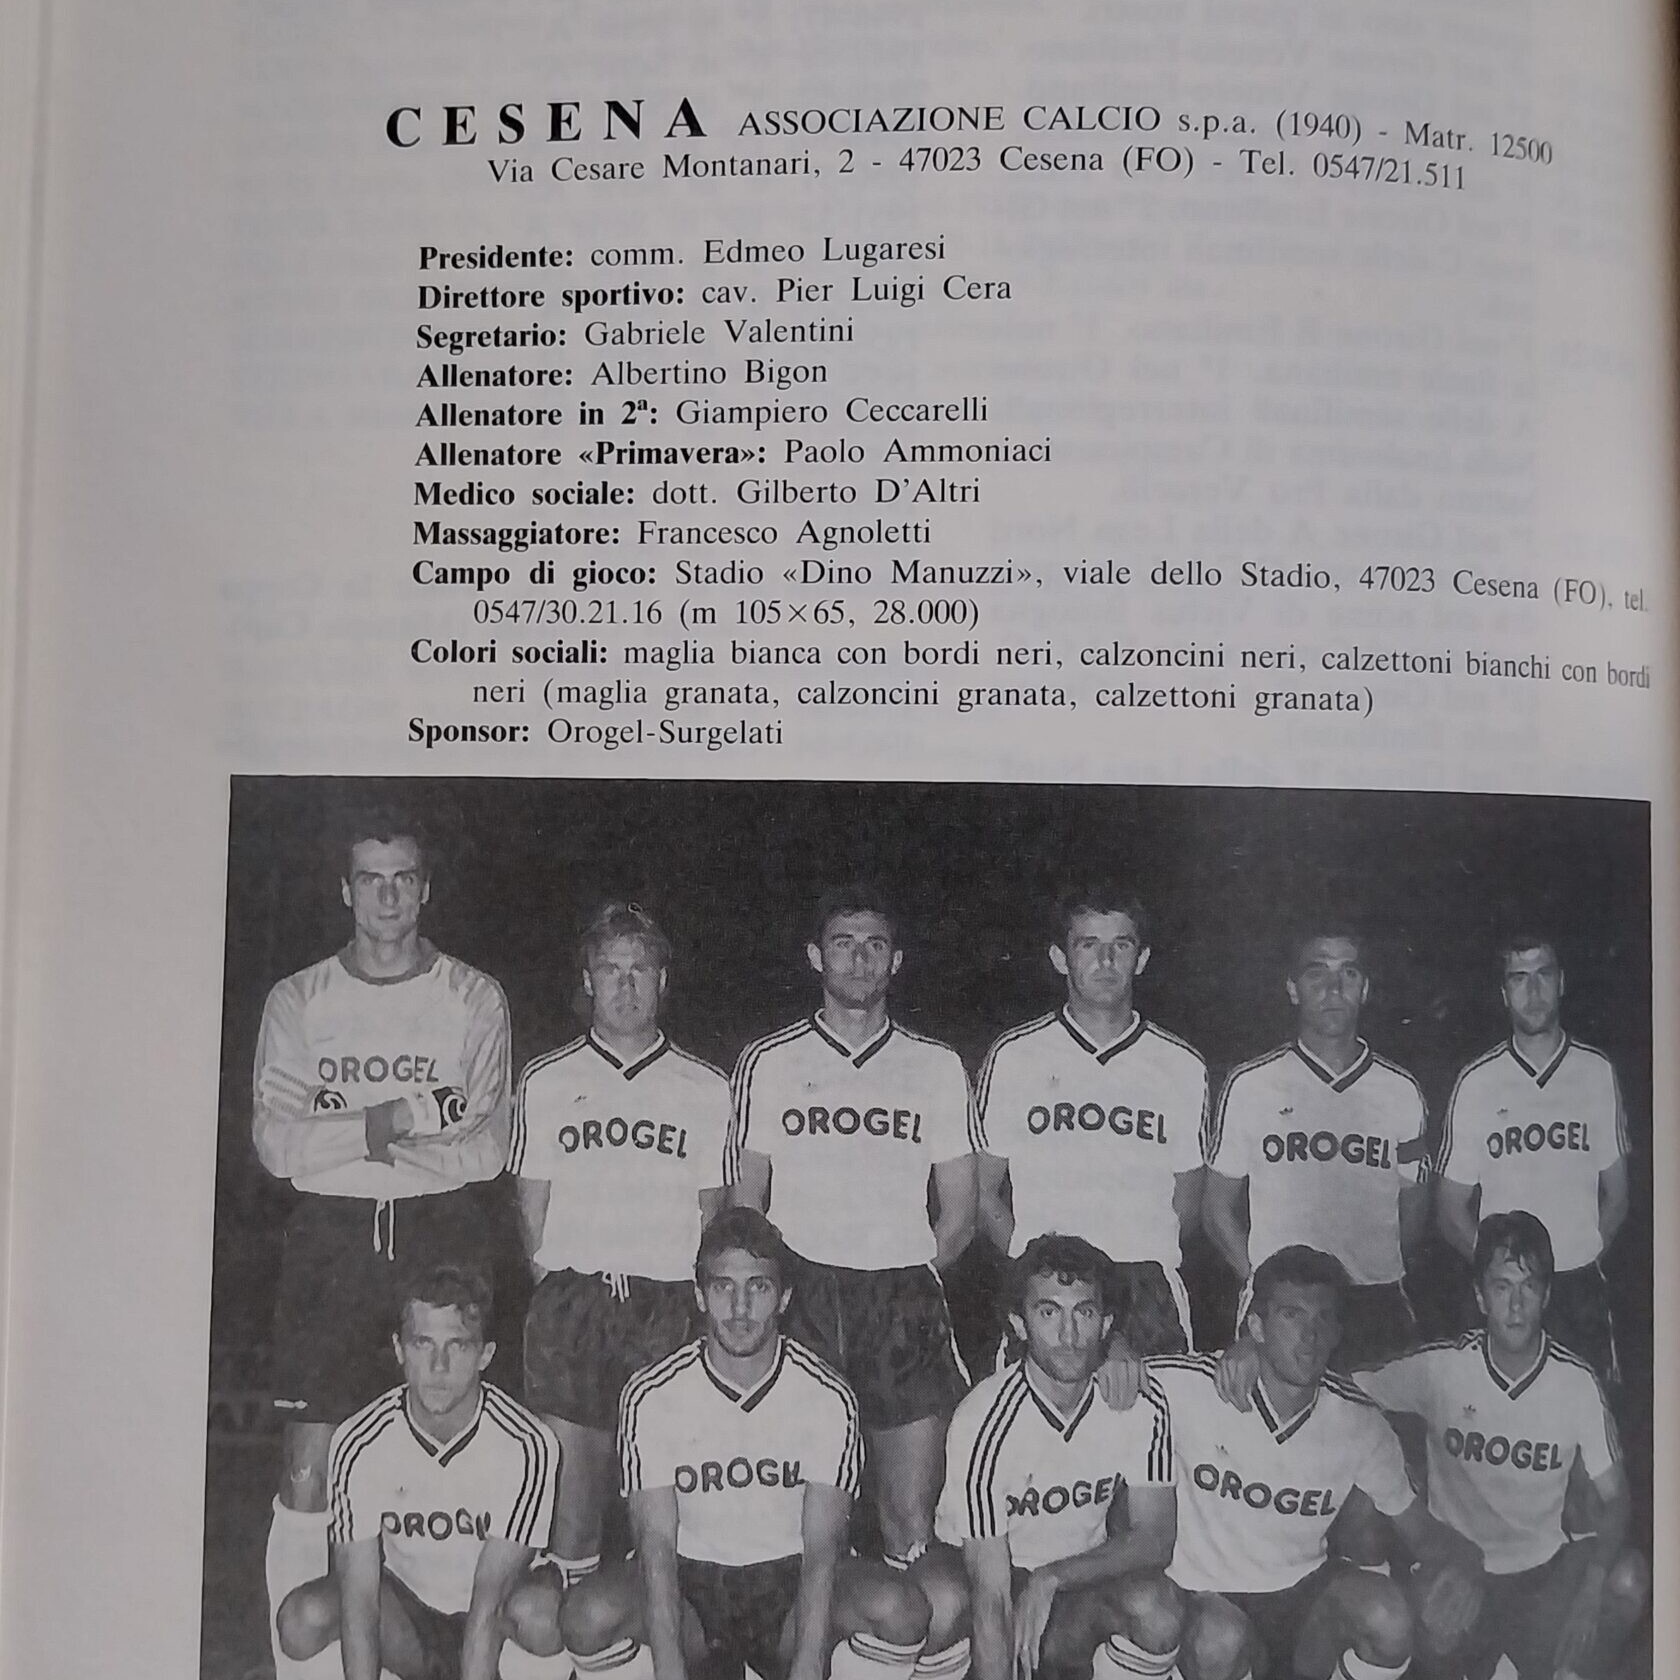 CESENA ASSOCIAZIONE CALCIO s.p.a. (1940) - Matr. 12500
Via Cesare Montanari, 2 - 47023 Cesena (FO) - Tel. 0547/21.511
Presidente: comm. Edmeo Lugaresi
Direttore sportivo: cav. Pier Luigi Cera
Segretario: Gabriele Valentini
Allenatore: Albertino Bigon
Allenatore in 2ª: Giampiero Ceccarelli
Allenatore «Primavera»: Paolo Ammoniaci
Medico sociale: dott. Gilberto D'Altri
Massaggiatore: Francesco Agnoletti
Campo di gioco: Stadio «Dino Manuzzi», viale dello Stadio, 47023 Cesena (FO), tel.
0547/30.21.16 (m 105×65, 28.000)
Colori sociali: maglia bianca con bordi neri, calzoncini neri, calzettoni bianchi con bordi
neri (maglia granata, calzoncini granata, calzettoni granata)
Sponsor: Orogel-Surgelati
OROGEL
OROGEL
OROGEL
OROGEL
OROGEL
OROGEL
OROGEL
OROGEL
OROGEL
OROGEL
OROGEL